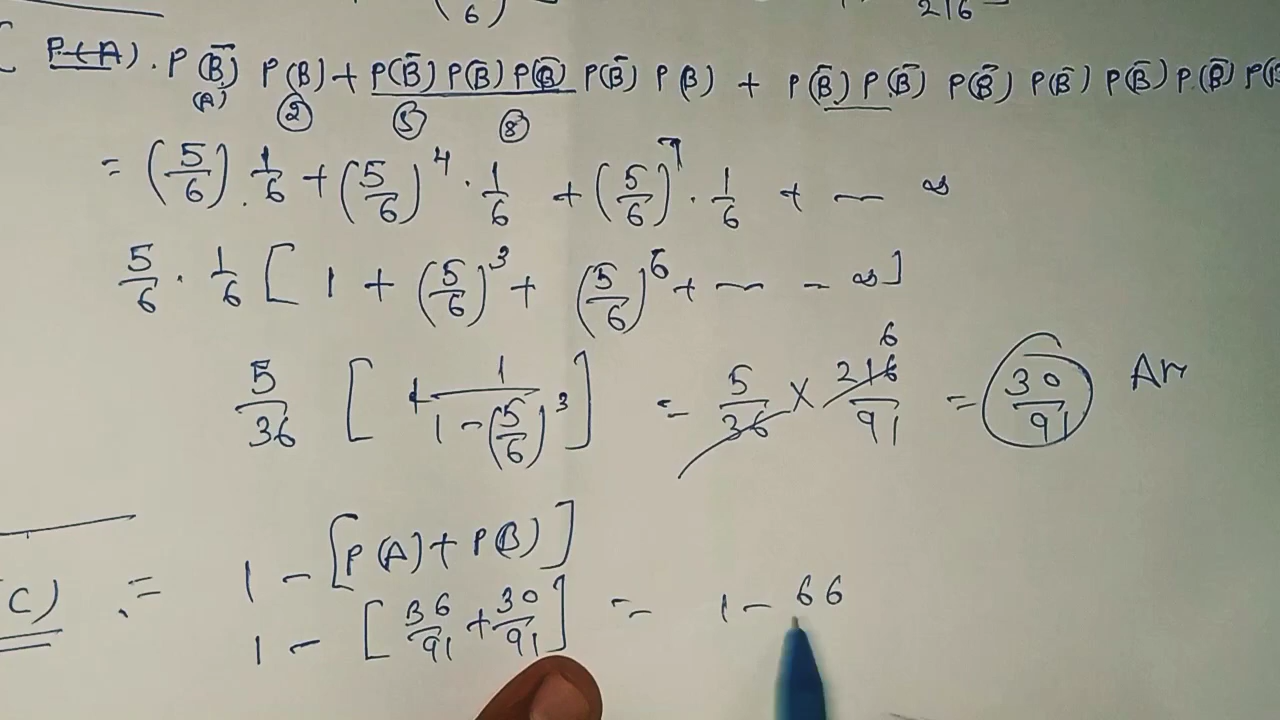 (6) 216
P(A) . P(B̄) P(B) + P(B̄) P(B̄) P(B̄) P(B̄) P(B) + P(B̄) P(B̄) P(B̄) P(B̄) P(B̄) P(B̄) P(B
(A) ② ⑤ ⑧
= (5/6) . 1/6 + (5/6)^4 . 1/6 + (5/6)^7 . 1/6 + — ∞
5/6 . 1/6 [ 1 + (5/6)^3 + (5/6)^6 + — - ∞ ]
5/36 [ 1/(1 - (5/6)^3) ] = 5/36 × 216/91 = 30/91 An
6
C) = 1 - [P(A) + P(B)]
1 - [36/91 + 30/91] = 1 - 66